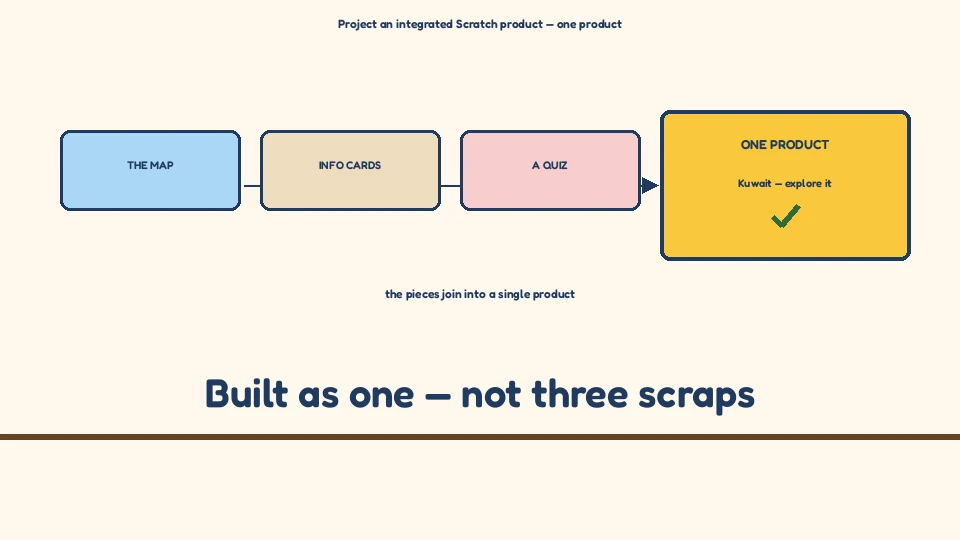 Project an integrated Scratch product — one product
THE MAP
INFO CARDS
A QUIZ
ONE PRODUCT
Kuwait — explore it
the pieces join into a single product
Built as one — not three scraps